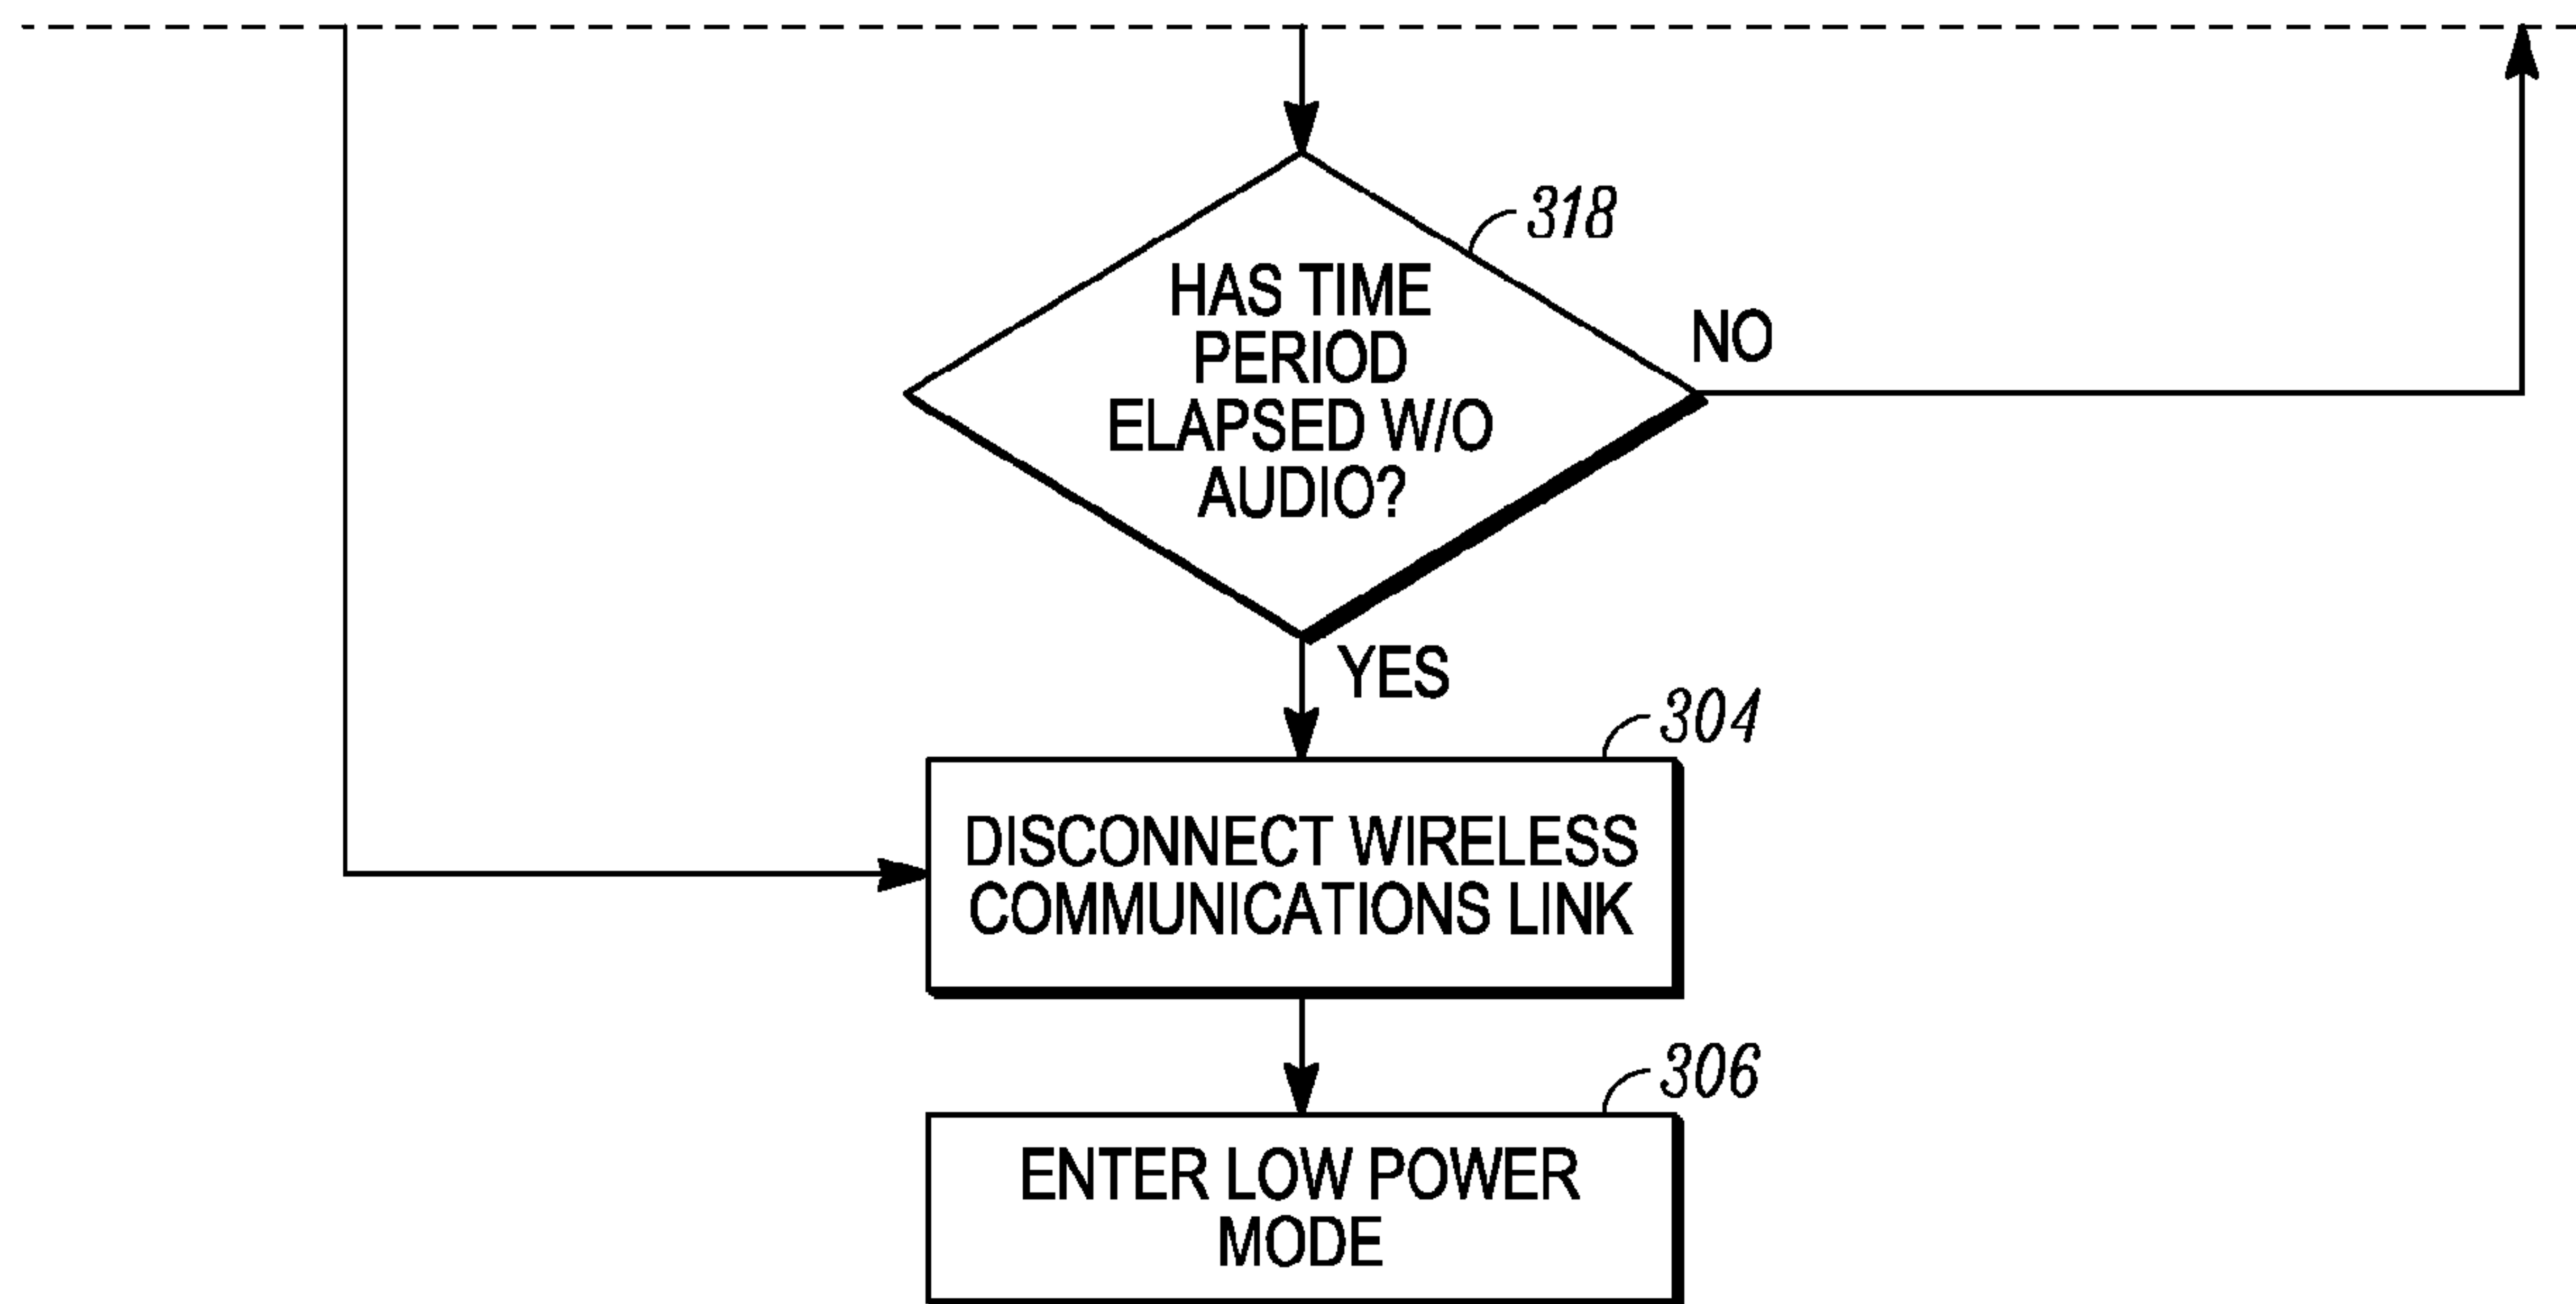 318
HAS TIME
PERIOD
ELAPSED W/O
AUDIO?
NO
YES
304
DISCONNECT WIRELESS
COMMUNICATIONS LINK
306
ENTER LOW POWER
MODE